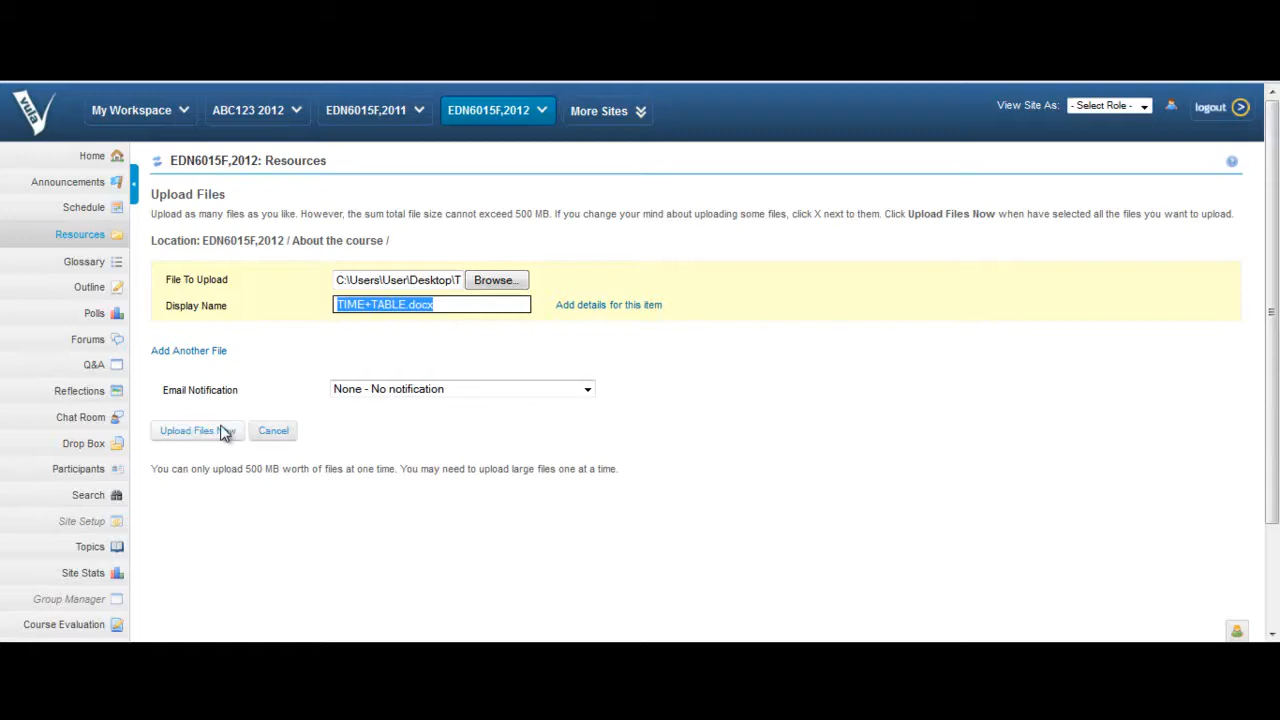 vula
My Workspace ABC123 2012 EDN6015F,2011 EDN6015F,2012 More Sites
View Site As: - Select Role - logout
Home
Announcements
Schedule
Resources
Glossary
Outline
Polls
Forums
Q&A
Reflections
Chat Room
Drop Box
Participants
Search
Site Setup
Topics
Site Stats
Group Manager
Course Evaluation
EDN6015F,2012: Resources
Upload Files
Upload as many files as you like. However, the sum total file size cannot exceed 500 MB. If you change your mind about uploading some files, click X next to them. Click Upload Files Now when have selected all the files you want to upload.
Location: EDN6015F,2012 / About the course /
File To Upload C:\Users\User\Desktop\T Browse...
Display Name TIME+TABLE.docx Add details for this item
Add Another File
Email Notification None - No notification
Upload Files Now Cancel
You can only upload 500 MB worth of files at one time. You may need to upload large files one at a time.